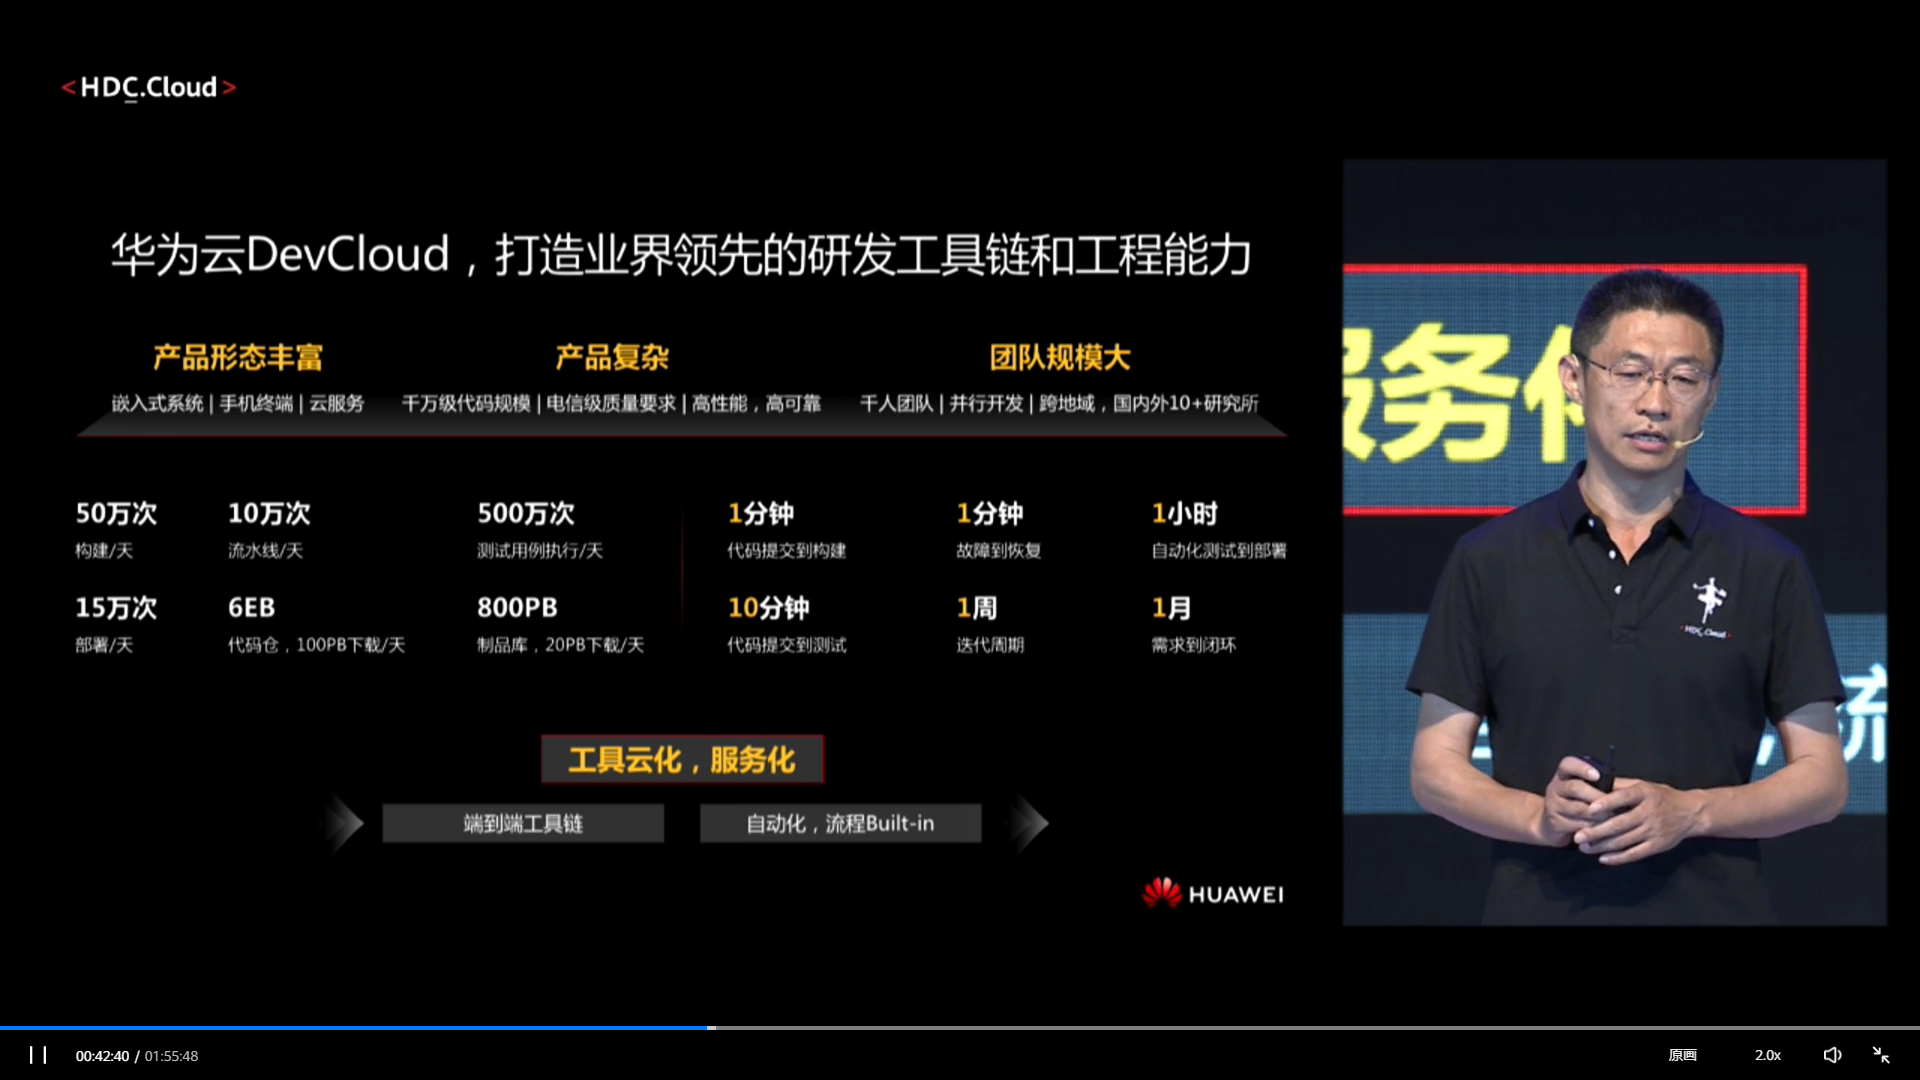 <HDC.Cloud>
华为云DevCloud，打造业界领先的研发工具链和工程能力
产品形态丰富
嵌入式系统 | 手机终端 | 云服务
产品复杂
千万级代码规模 | 电信级质量要求 | 高性能，高可靠
团队规模大
千人团队 | 并行开发 | 跨地域，国内外10+研究所
50万次
构建/天
10万次
流水线/天
500万次
测试用例执行/天
1分钟
代码提交到构建
1分钟
故障到恢复
1小时
自动化测试到部署
15万次
部署/天
6EB
代码仓，100PB下载/天
800PB
制品库，20PB下载/天
10分钟
代码提交到测试
1周
迭代周期
1月
需求到闭环
工具云化，服务化
端到端工具链
自动化，流程Built-in
HUAWEI
服务化
HDC.Cloud
00:42:40 / 01:55:48
原画
2.0x